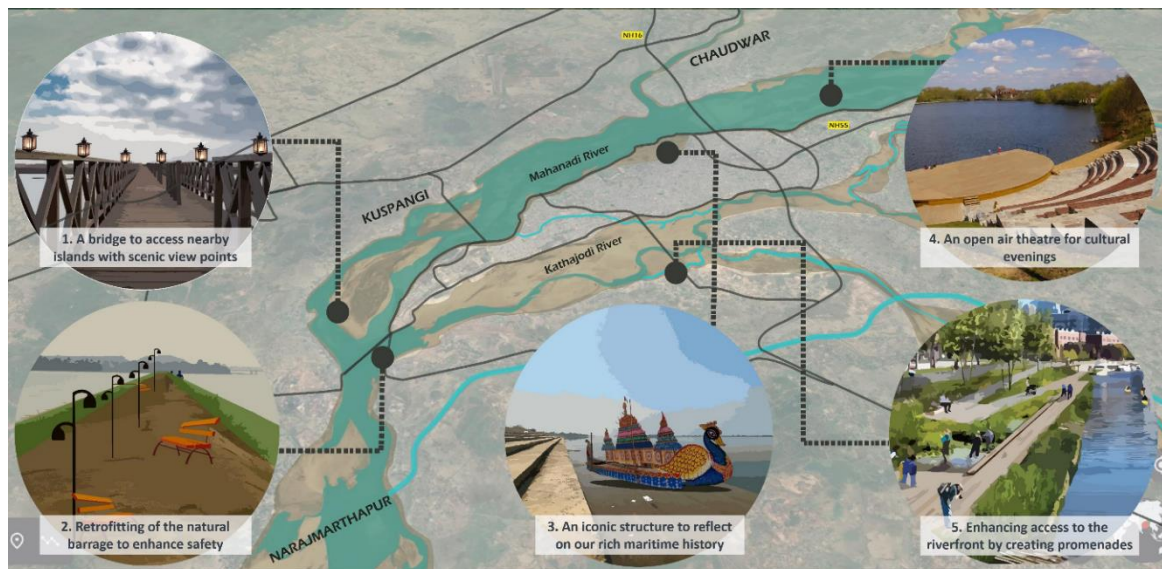 NH16
CHAUDWAR
NH55
Mahanadi River
KUSPANGI
Kathajodi River
NARAJMARTHAPUR
1. A bridge to access nearby
islands with scenic view points
2. Retrofitting of the natural
barrage to enhance safety
3. An iconic structure to reflect
on our rich maritime history
4. An open air theatre for cultural
evenings
5. Enhancing access to the
riverfront by creating promenades